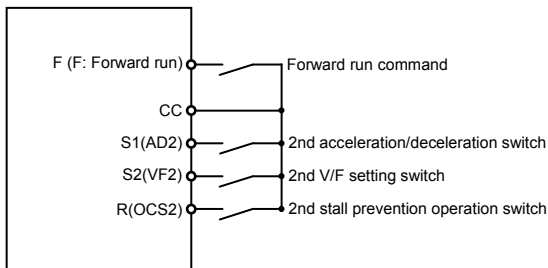 F (F: Forward run) Forward run command
CC
S1(AD2) 2nd acceleration/deceleration switch
S2(VF2) 2nd V/F setting switch
R(OCS2) 2nd stall prevention operation switch